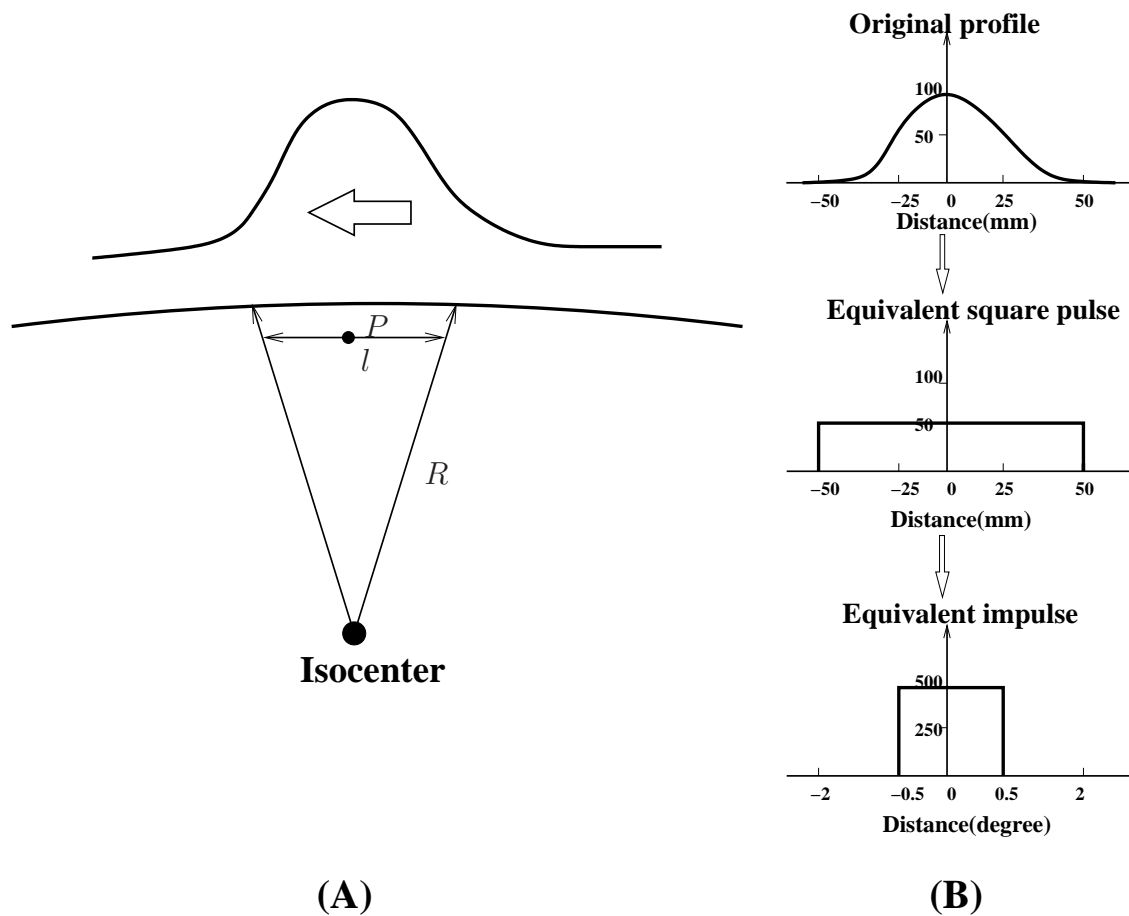 P
l
R
Isocenter
(A)
Original profile
100
50
−50 −25 0 25 50
Distance(mm)
Equivalent square pulse
100
50
−50 −25 0 25 50
Distance(mm)
Equivalent impulse
500
250
−2 −0.5 0 0.5 2
Distance(degree)
(B)